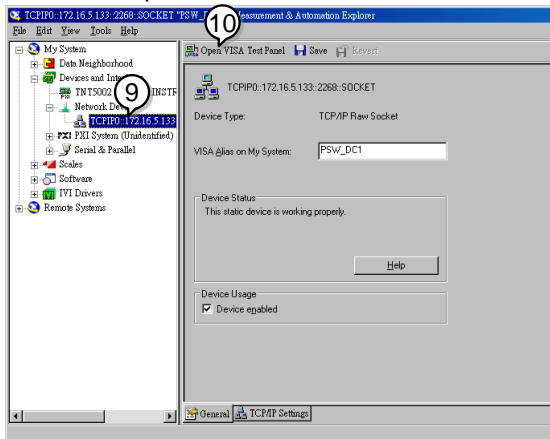 TCPIP0::172.16.5.133::2268::SOCKET "PSW_D Measurement & Automation Explorer
10
File Edit View Tools Help
My System
Data Neighborhood
Devices and Inte
TNT5002 INSTR
9
Network De
TCPIP0::172.16.5.133
PXI PXI System (Unidentified)
Serial & Parallel
Scales
Software
IVI Drivers
Remote Systems
Open VISA Test Panel Save Revert
TCPIP0::172.16.5.133::2268::SOCKET
Device Type: TCP/IP Raw Socket
VISA Alias on My System: PSW_DC1
Device Status
This static device is working properly.
Help
Device Usage
Device enabled
General TCP/IP Settings